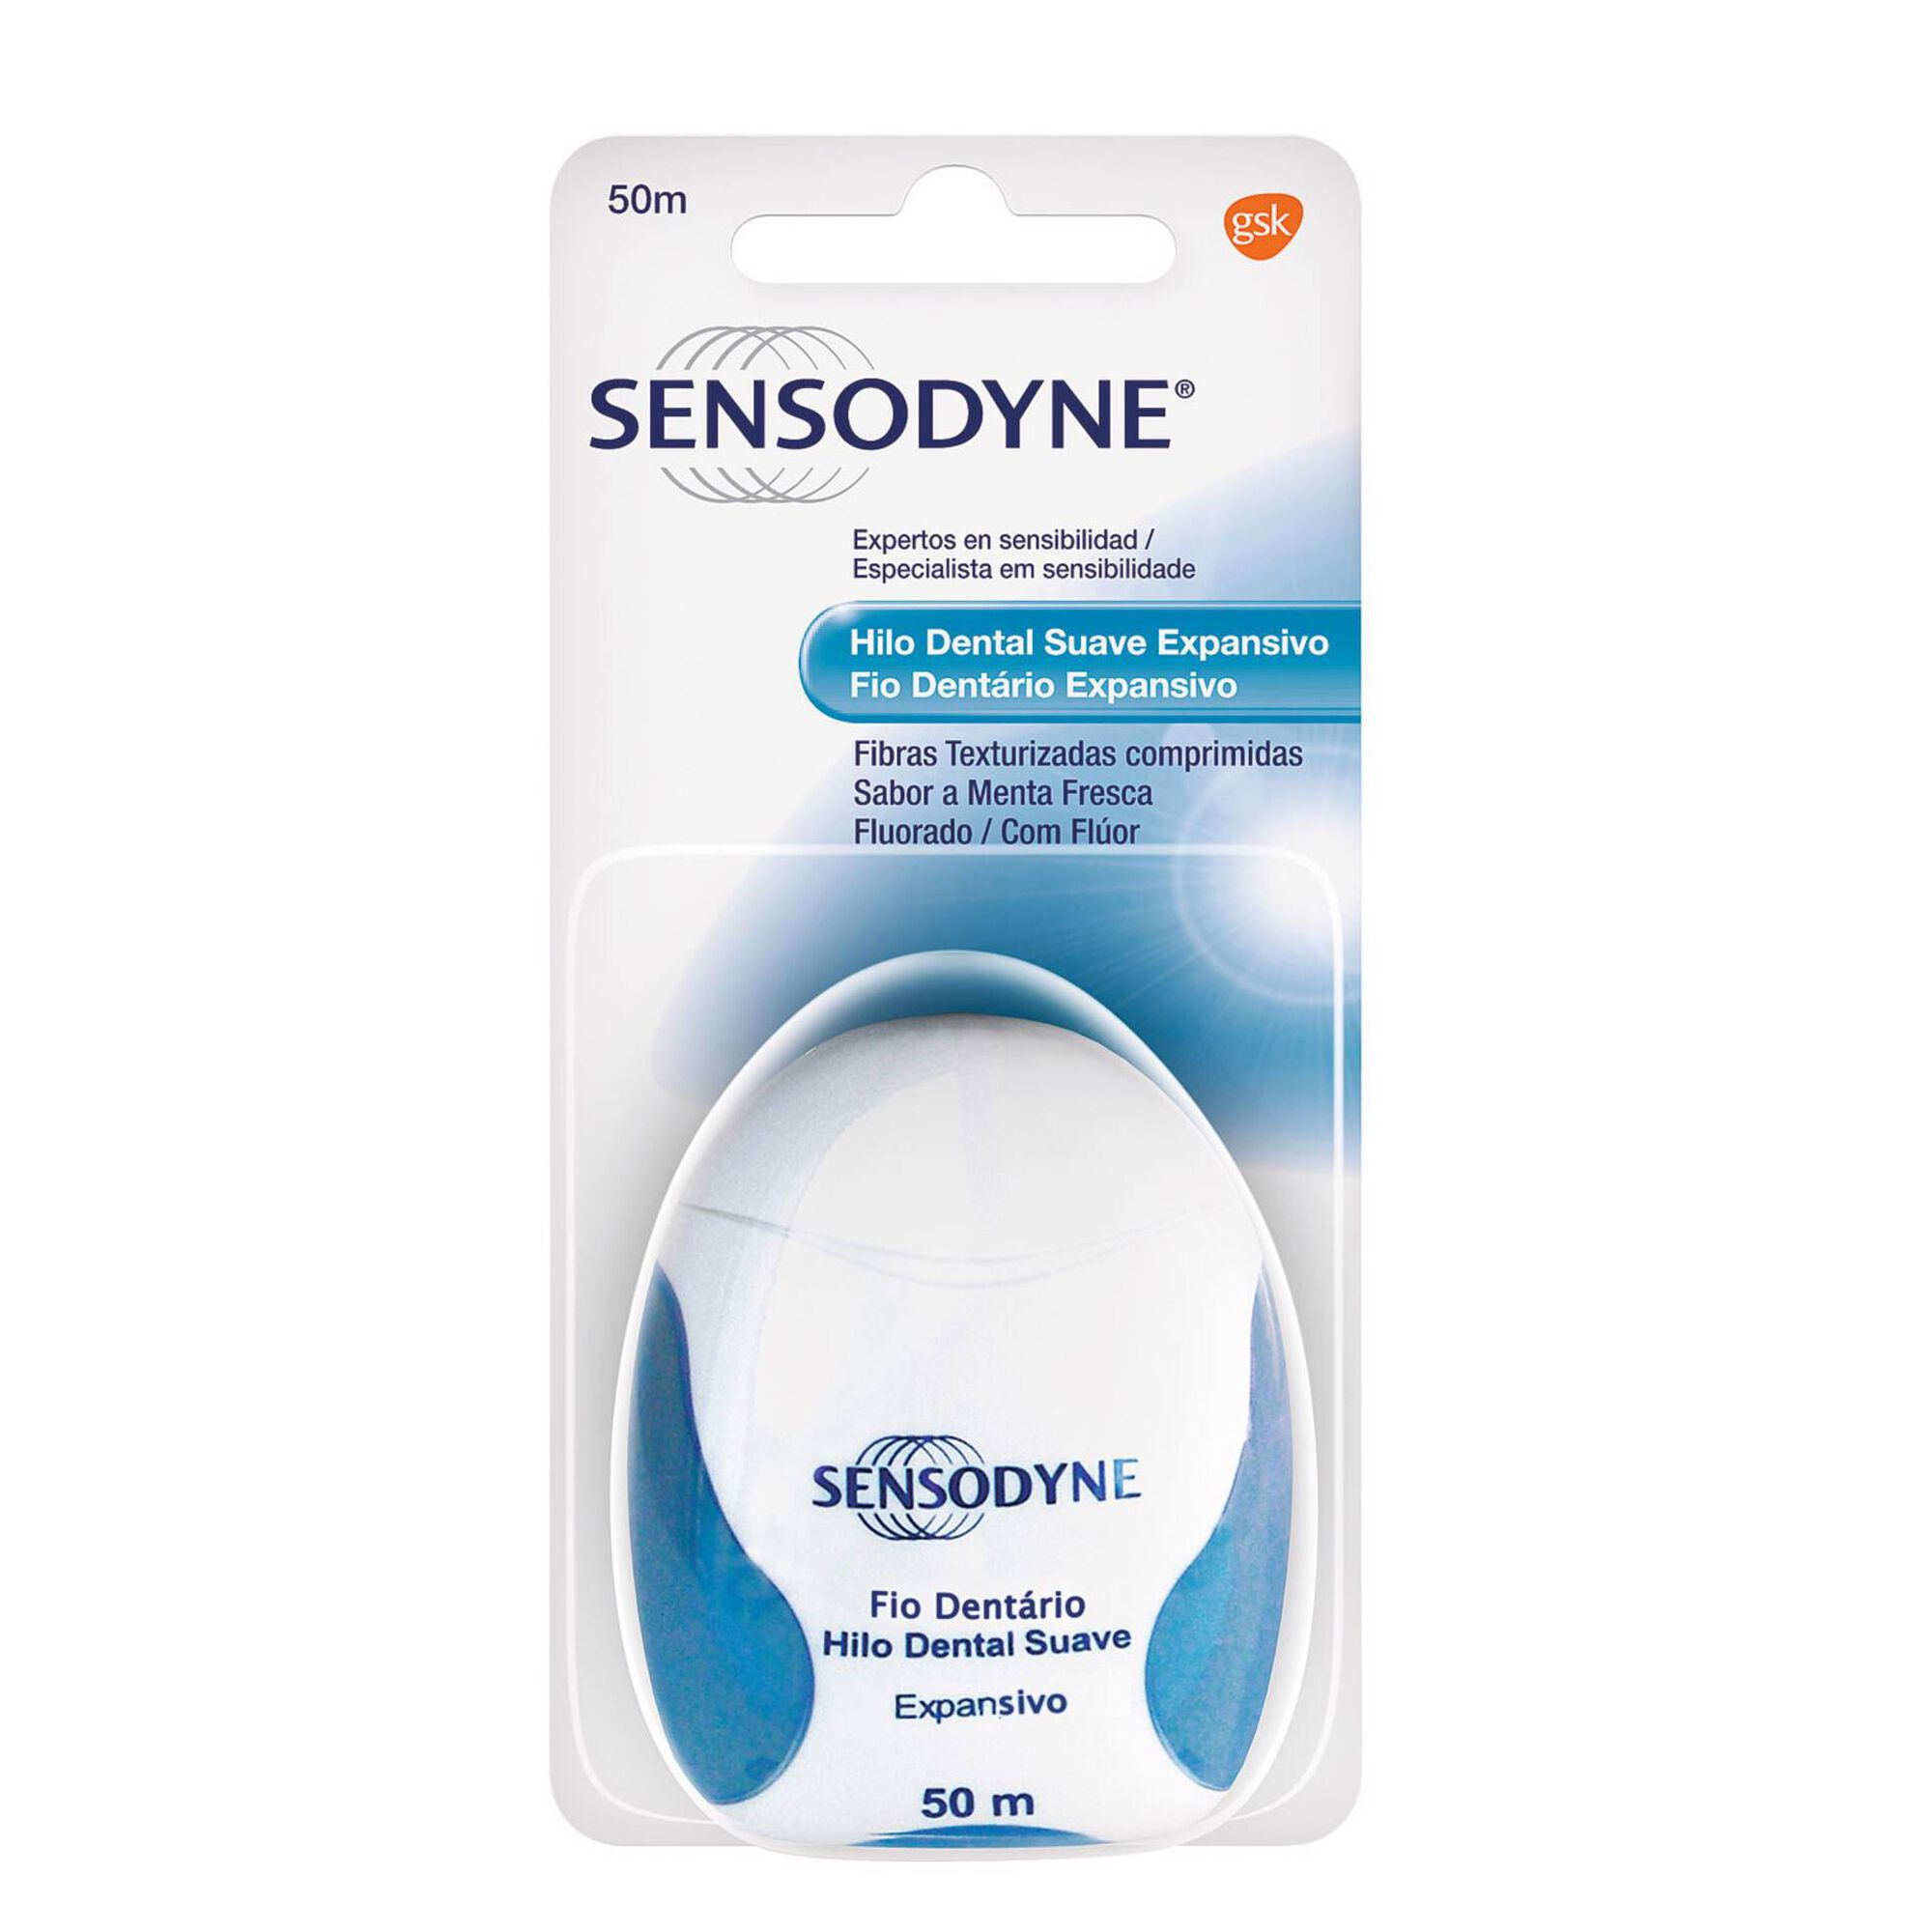 50m
gsk
SENSODYNE®
Expertos en sensibilidad /
Especialista em sensibilidade
Hilo Dental Suave Expansivo
Fio Dentário Expansivo
Fibras Texturizadas comprimidas
Sabor a Menta Fresca
Fluorado / Com Flúor
SENSODYNE
Fio Dentário
Hilo Dental Suave
Expansivo
50 m